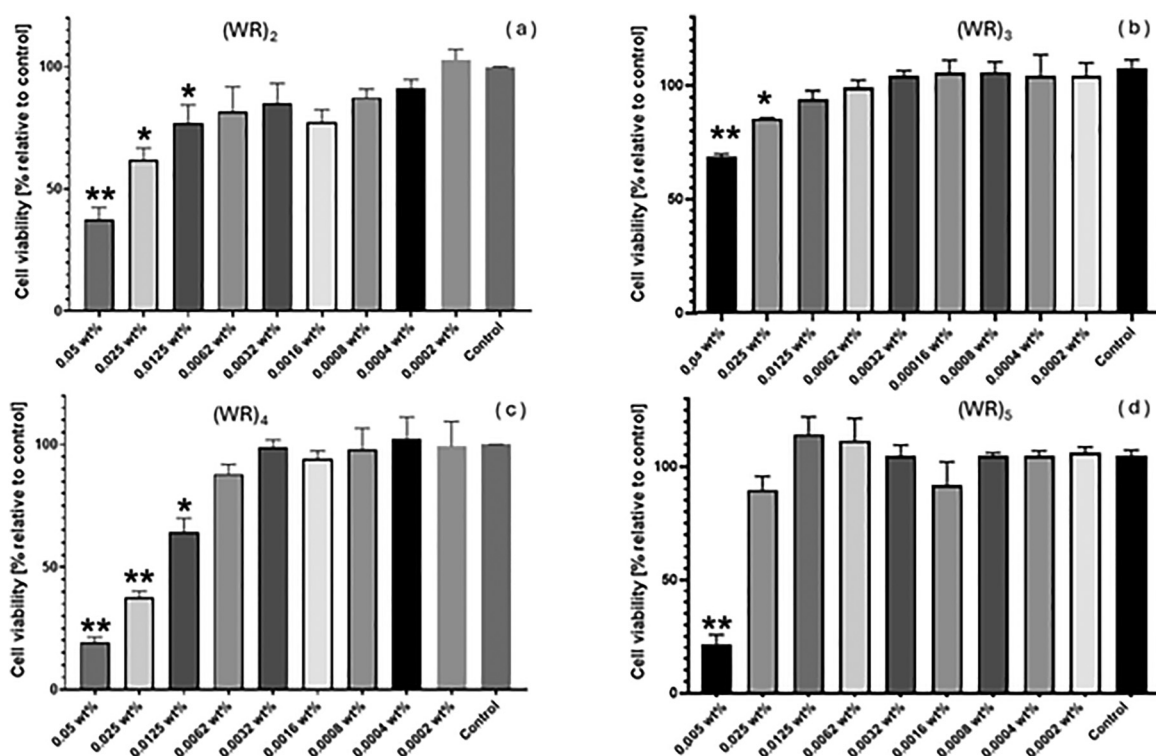 (WR)2
(a)
Cell viability [% relative to control]
100
50
0
**
*
*
0.05 wt%
0.025 wt%
0.0125 wt%
0.0062 wt%
0.0032 wt%
0.0016 wt%
0.0008 wt%
0.0004 wt%
0.0002 wt%
Control
(WR)3
(b)
Cell viability [% relative to control]
100
50
0
**
*
wt%
0.025 wt%
0.0125 wt%
0.0062 wt%
0.0032 wt%
0.00016 wt%
0.0008 wt%
0.0004 wt%
0.0002 wt%
Control
(WR)4
(c)
Cell viability [% relative to control]
100
50
0
**
**
*
0.05 wt%
0.025 wt%
0.0125 wt%
0.0062 wt%
0.0032 wt%
0.0016 wt%
0.0008 wt%
0.0004 wt%
0.0002 wt%
Control
(WR)5
(d)
Cell viability [% relative to control]
100
50
0
**
0.005 wt%
0.025 wt%
0.0125 wt%
0.0062 wt%
0.0032 wt%
0.0016 wt%
0.0008 wt%
0.0004 wt%
0.0002 wt%
Control